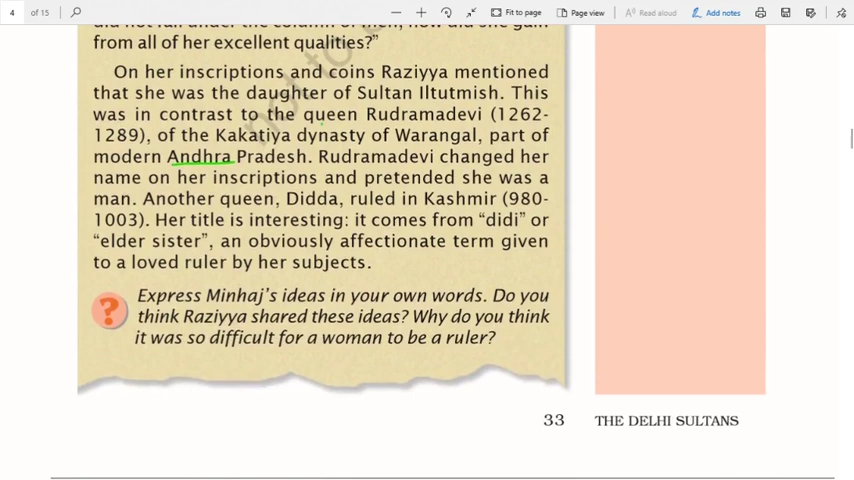 4 of 15 Fit to page Page view Read aloud Add notes
from all of her excellent qualities?"
On her inscriptions and coins Raziyya mentioned
that she was the daughter of Sultan Iltutmish. This
was in contrast to the queen Rudramadevi (1262-
1289), of the Kakatiya dynasty of Warangal, part of
modern Andhra Pradesh. Rudramadevi changed her
name on her inscriptions and pretended she was a
man. Another queen, Didda, ruled in Kashmir (980-
1003). Her title is interesting: it comes from “didi” or
“elder sister”, an obviously affectionate term given
to a loved ruler by her subjects.
?
Express Minhaj’s ideas in your own words. Do you
think Raziyya shared these ideas? Why do you think
it was so difficult for a woman to be a ruler?
33 THE DELHI SULTANS
not to